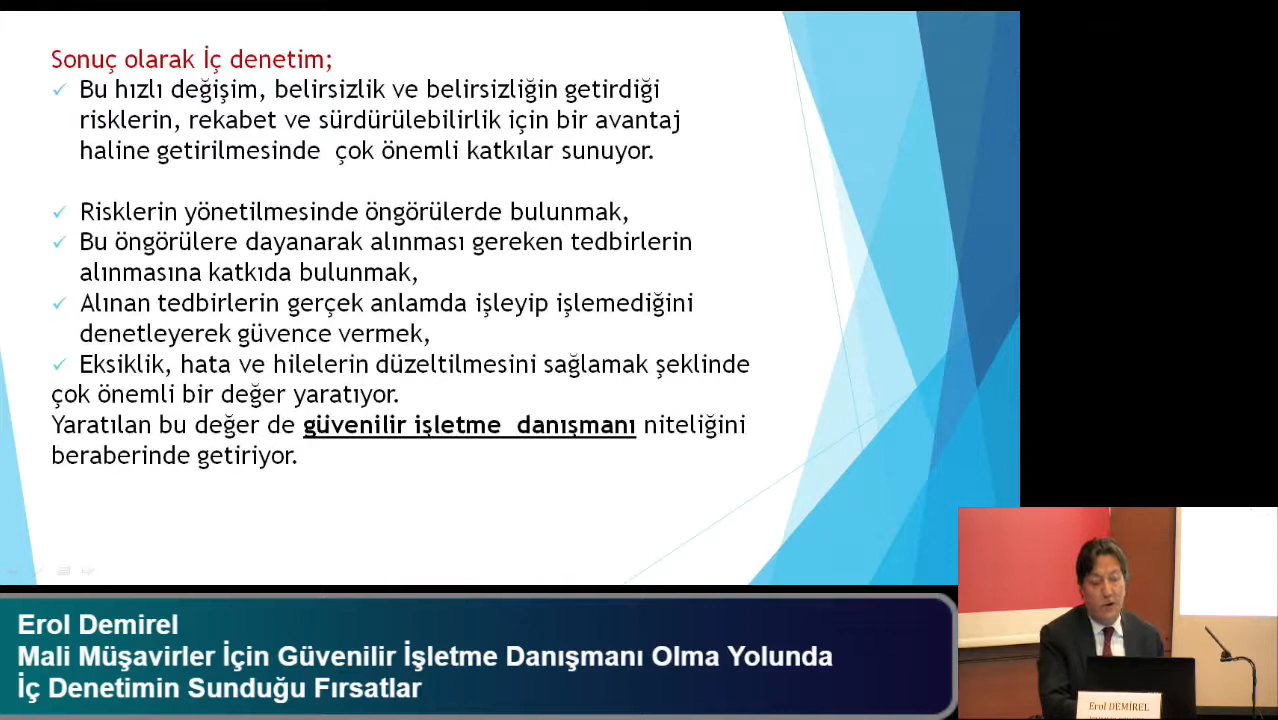 Sonuç olarak İç denetim;
Bu hızlı değişim, belirsizlik ve belirsizliğin getirdiği
risklerin, rekabet ve sürdürülebilirlik için bir avantaj
haline getirilmesinde çok önemli katkılar sunuyor.
Risklerin yönetilmesinde öngörülerde bulunmak,
Bu öngörülere dayanarak alınması gereken tedbirlerin
alınmasına katkıda bulunmak,
Alınan tedbirlerin gerçek anlamda işleyip işlemediğini
denetleyerek güvence vermek,
Eksiklik, hata ve hilelerin düzeltilmesini sağlamak şeklinde
çok önemli bir değer yaratıyor.
Yaratılan bu değer de güvenilir işletme danışmanı niteliğini
beraberinde getiriyor.
Erol Demirel
Mali Müşavirler İçin Güvenilir İşletme Danışmanı Olma Yolunda
İç Denetimin Sunduğu Fırsatlar
Erol DEMİREL